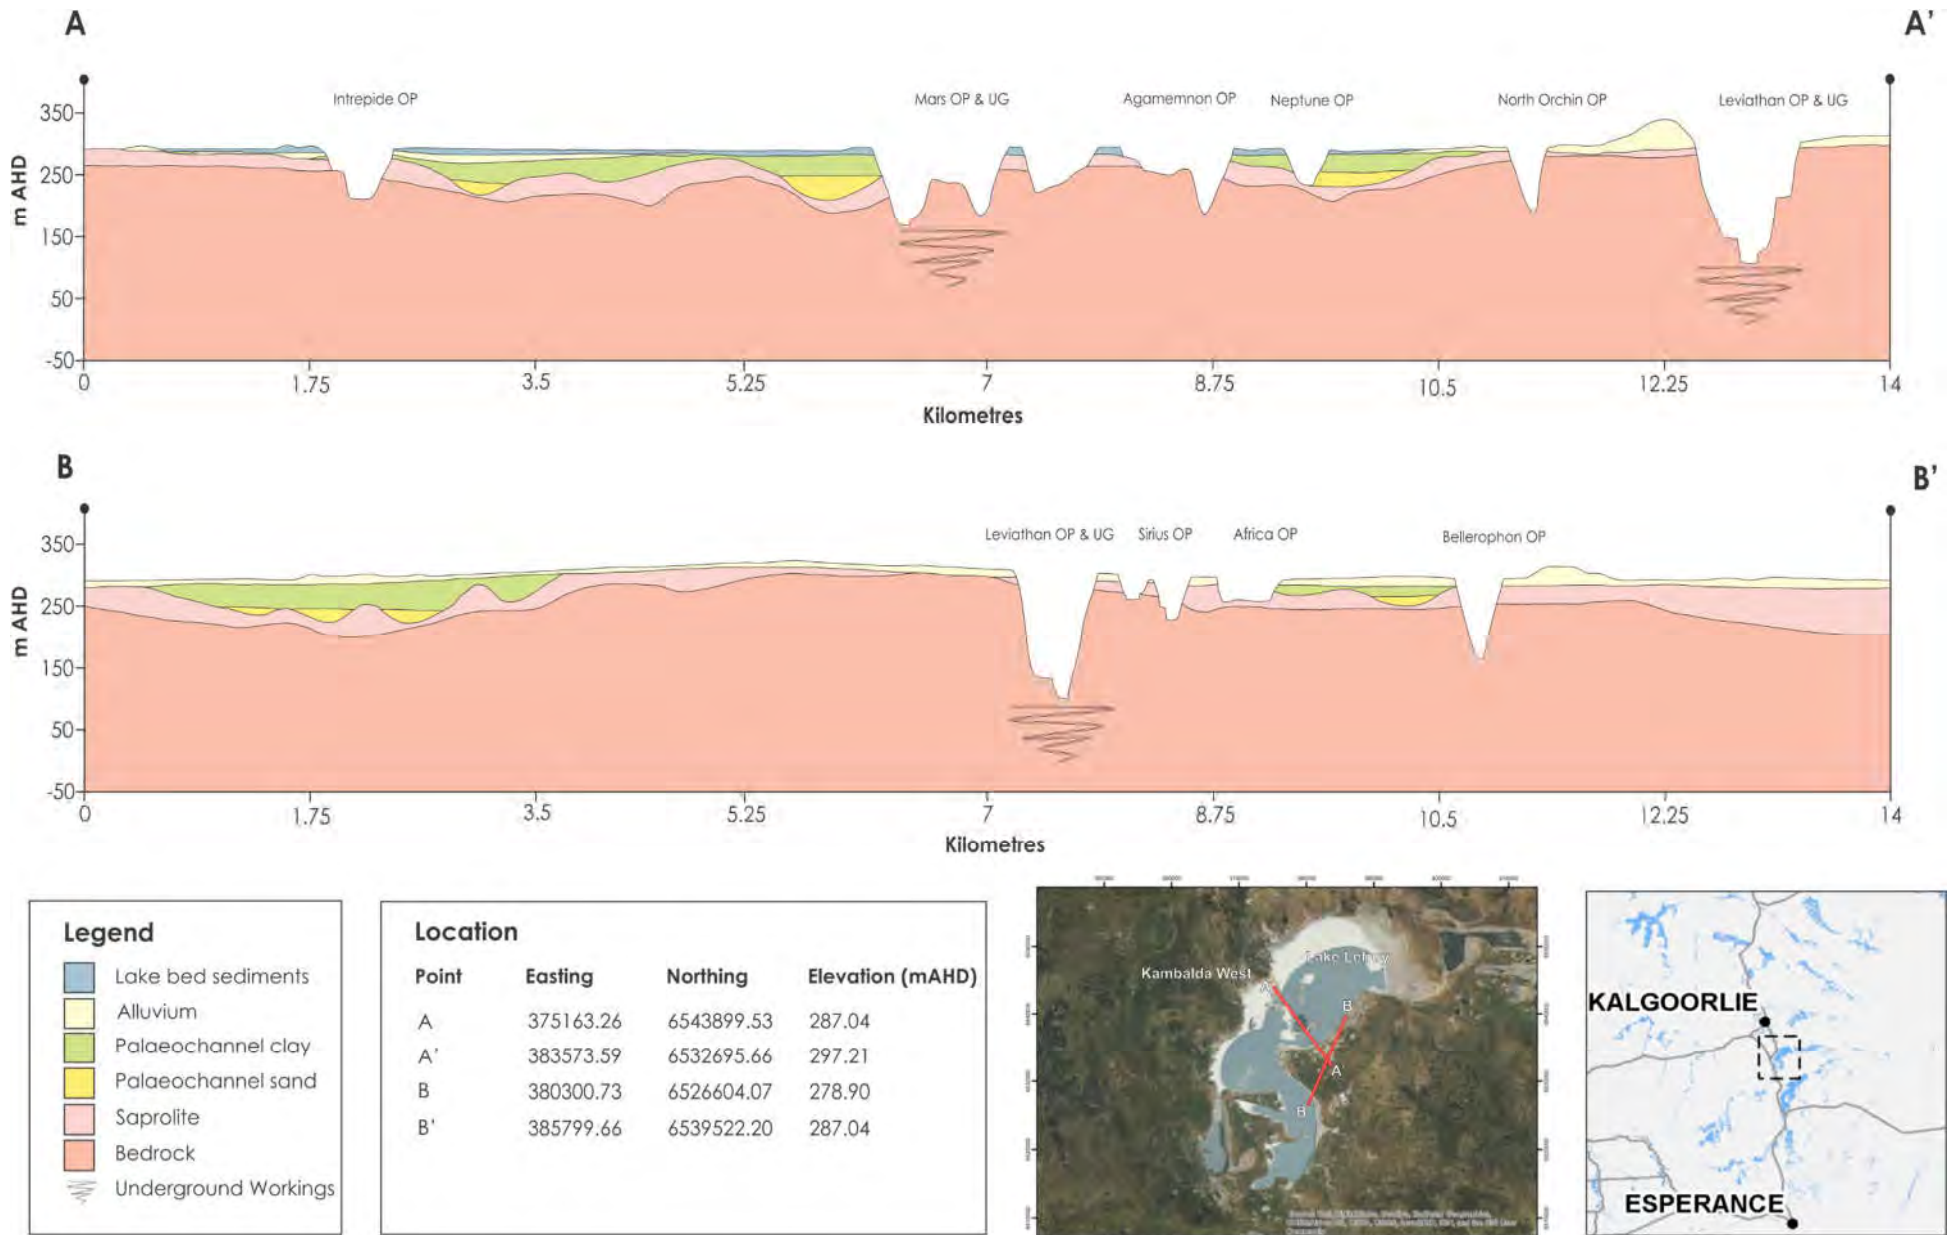 A
A'
Intrepide OP
Mars OP & UG
Agamemnon OP
Neptune OP
North Orchin OP
Leviathan OP & UG
350
250
150
50
-50
m AHD
0
1.75
3.5
5.25
7
8.75
10.5
12.25
14
Kilometres
B
B'
Leviathan OP & UG
Sirius OP
Africa OP
Bellerophon OP
350
250
150
50
-50
m AHD
0
1.75
3.5
5.25
7
8.75
10.5
12.25
14
Kilometres
Legend
Lake bed sediments
Alluvium
Palaeochannel clay
Palaeochannel sand
Saprolite
Bedrock
Underground Workings
Location
Point Easting Northing Elevation (mAHD)
A 375163.26 6543899.53 287.04
A' 383573.59 6532695.66 297.21
B 380300.73 6526604.07 278.90
B' 385799.66 6539522.20 287.04
Lake Lefroy
Kambalda West
A
B
A
B
KALGOORLIE
ESPERANCE